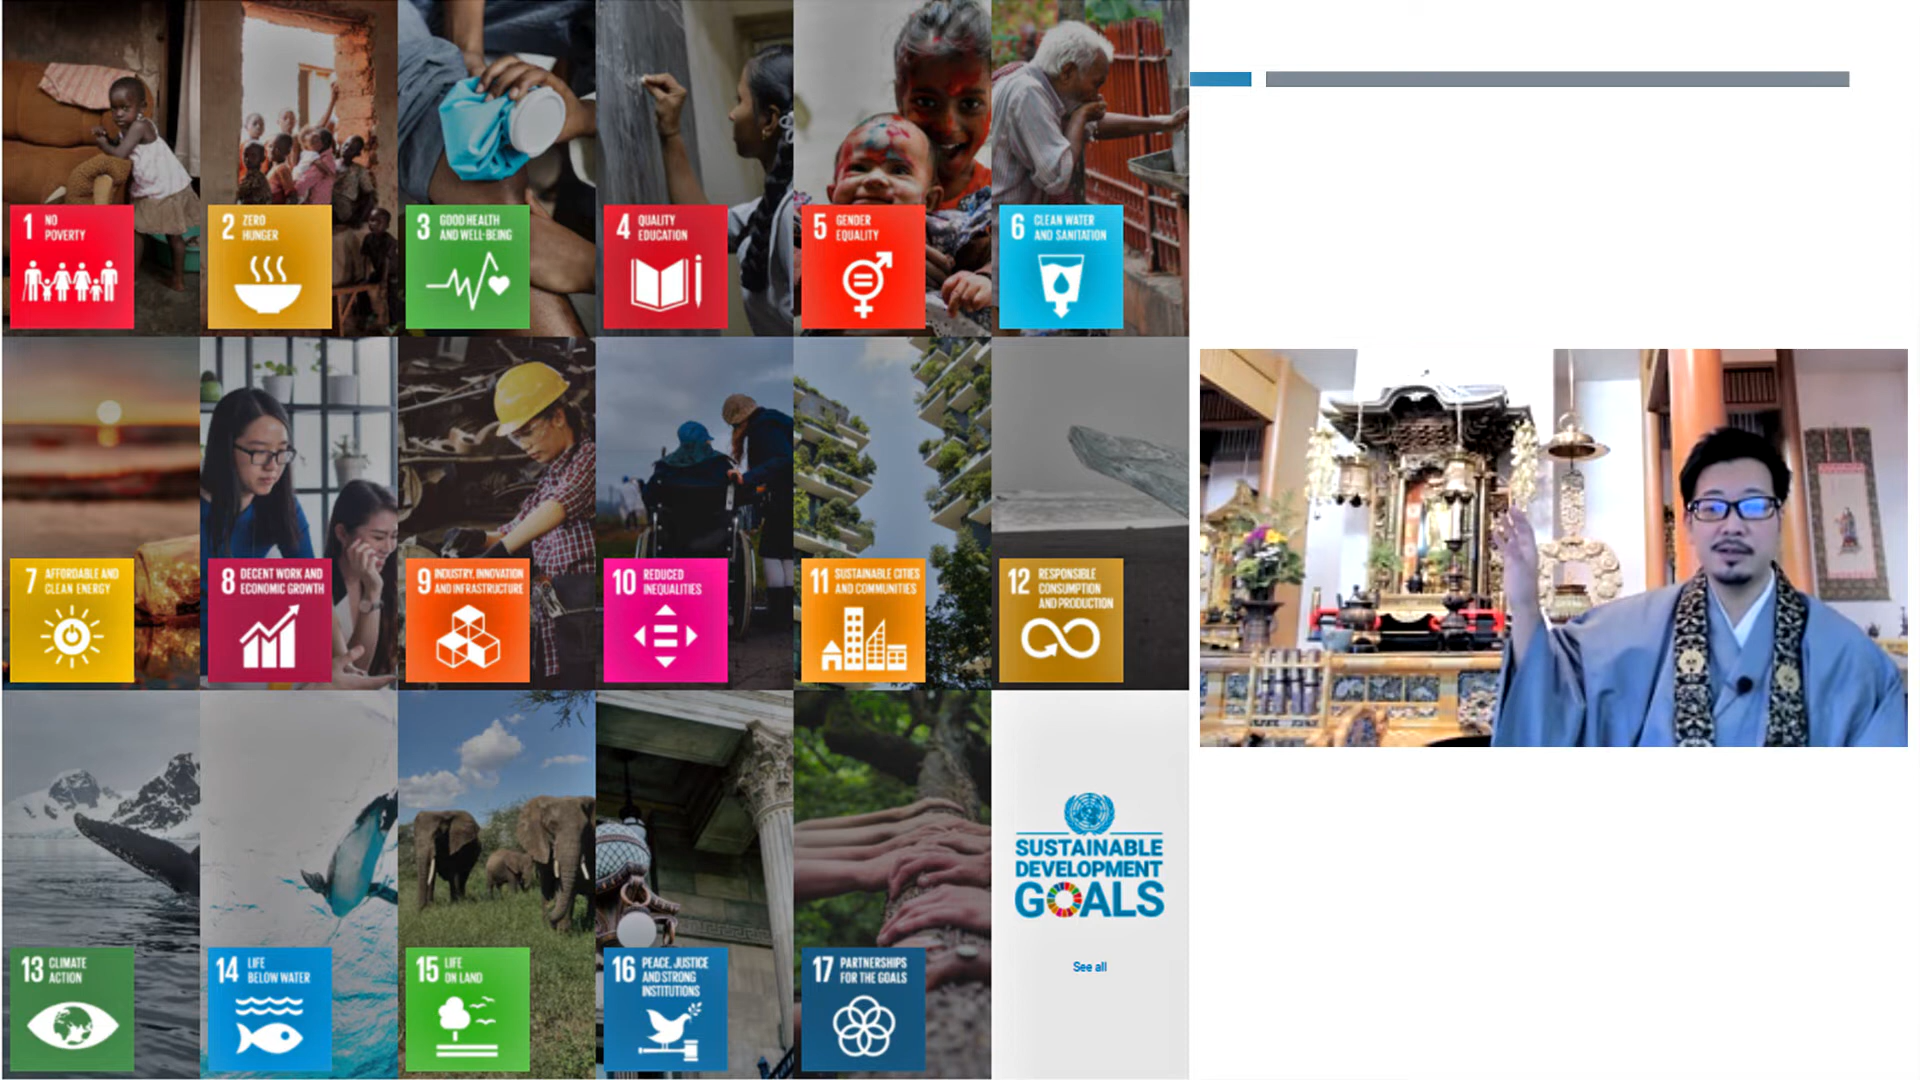 1 NO
POVERTY
2 ZERO
HUNGER
3 GOOD HEALTH
AND WELL-BEING
4 QUALITY
EDUCATION
5 GENDER
EQUALITY
6 CLEAN WATER
AND SANITATION
7 AFFORDABLE AND
CLEAN ENERGY
8 DECENT WORK AND
ECONOMIC GROWTH
9 INDUSTRY, INNOVATION
AND INFRASTRUCTURE
10 REDUCED
INEQUALITIES
11 SUSTAINABLE CITIES
AND COMMUNITIES
12 RESPONSIBLE
CONSUMPTION
AND PRODUCTION
13 CLIMATE
ACTION
14 LIFE
BELOW WATER
15 LIFE
ON LAND
16 PEACE, JUSTICE
AND STRONG
INSTITUTIONS
17 PARTNERSHIPS
FOR THE GOALS
SUSTAINABLE
DEVELOPMENT
GOALS
See all